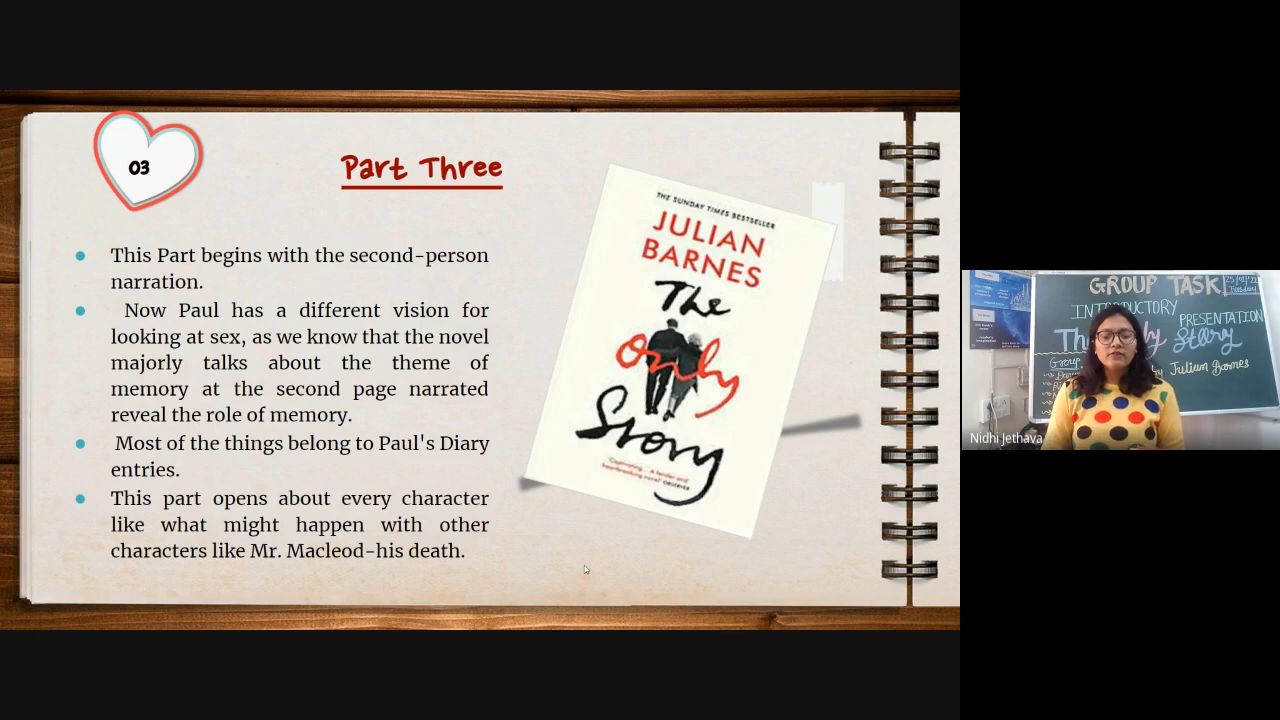 03
Part Three
This Part begins with the second-person
narration.
Now Paul has a different vision for
looking at sex, as we know that the novel
majorly talks about the theme of
memory at the second page narrated
reveal the role of memory.
Most of the things belong to Paul's Diary
entries.
This part opens about every character
like what might happen with other
characters like Mr. Macleod-his death.
THE SUNDAY TIMES BESTSELLER
JULIAN
BARNES
The
only
Story
'Captivating... A tender and
heartbreaking novel' OBSERVER
GROUP TASK
INTRODUCTORY
PRESENTATION
Story
Group
by Julian Barnes
Nidhi Jethava